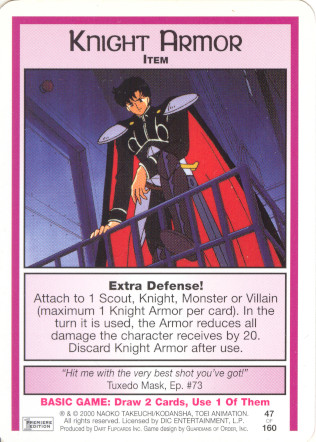 Knight Armor
Item
Extra Defense!
Attach to 1 Scout, Knight, Monster or Villain
(maximum 1 Knight Armor per card). In the
turn it is used, the Armor reduces all
damage the character receives by 20.
Discard Knight Armor after use.
"Hit me with the very best shot you've got!"
Tuxedo Mask, Ep. #73
BASIC GAME: Draw 2 Cards, Use 1 Of Them
PREMIERE
EDITION
® & © 2000 NAOKO TAKEUCHI/KODANSHA, TOEI ANIMATION.
All rights reserved. Licensed by DIC ENTERTAINMENT, L.P.
Produced by Dart Flipcards Inc. Game design by Guardians of Order, Inc.
47
OF
160